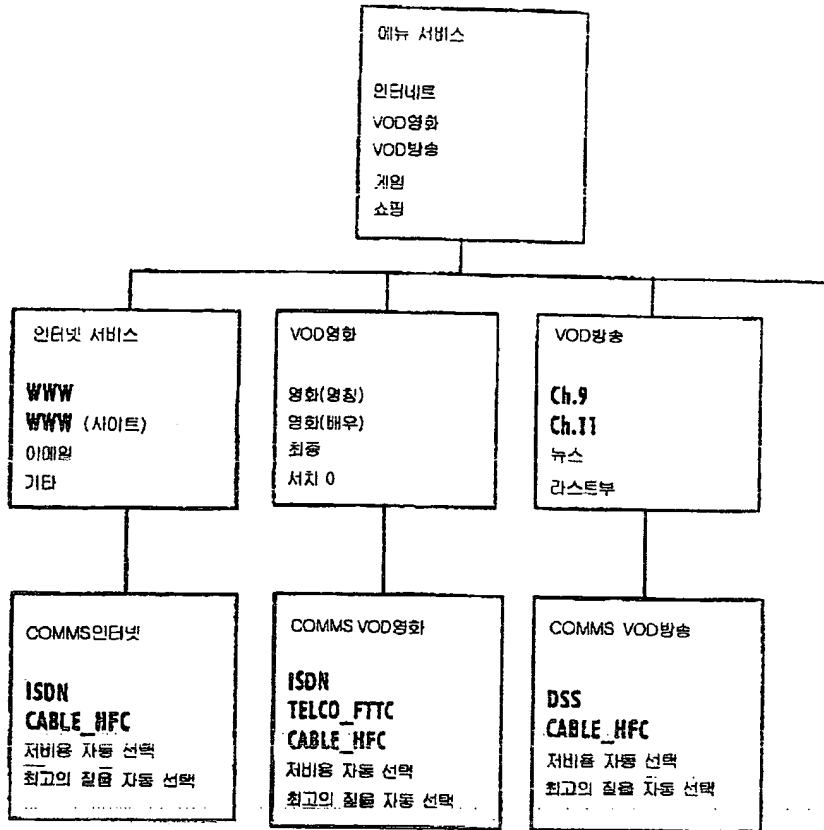 메뉴 서비스
인터네트
VOD영화
VOD방송
게임
쇼핑
인터넷 서비스
WWW
WWW (사이트)
이메일
기타
VOD영화
영화(명칭)
영화(배우)
최종
서치 0
VOD방송
Ch.9
Ch.11
뉴스
라스트부
COMMS인터넷
ISDN
CABLE_HFC
저비용 자동 선택
최고의 질을 자동 선택
COMMS VOD영화
ISDN
TELCO_FTTC
CABLE_HFC
저비용 자동 선택
최고의 질을 자동 선택
COMMS VOD방송
DSS
CABLE_HFC
저비용 자동 선택
최고의 질을 자동 선택